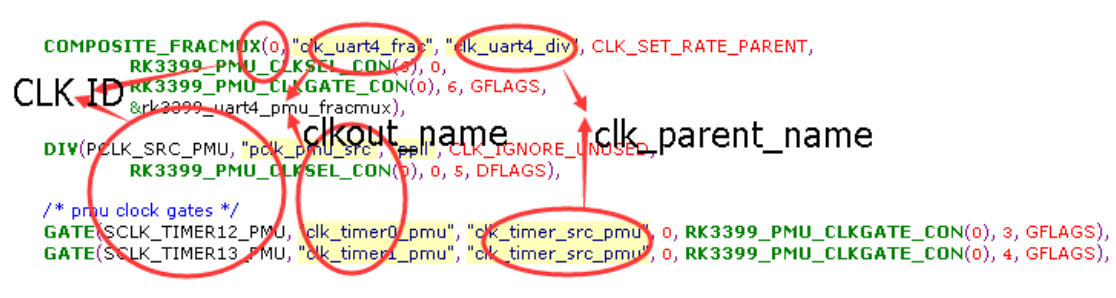 COMPOSITE_FRACMUX(0, "clk_uart4_frac", "clk_uart4_div", CLK_SET_RATE_PARENT,
RK3399_PMU_CLKSEL_CON(6), 0,
RK3399_PMU_CLKGATE_CON(0), 6, GFLAGS,
CLK ID
&rk3399_uart4_pmu_fracmux),
clkout_name
clk_parent_name
DIV(PCLK_SRC_PMU, "pclk_pmu_src", "ppll", CLK_IGNORE_UNUSED,
RK3399_PMU_CLKSEL_CON(0), 0, 5, DFLAGS),
/* pmu clock gates */
GATE(SCLK_TIMER12_PMU, "clk_timer0_pmu", "clk_timer_src_pmu", 0, RK3399_PMU_CLKGATE_CON(0), 3, GFLAGS),
GATE(SCLK_TIMER13_PMU, "clk_timer1_pmu", "clk_timer_src_pmu", 0, RK3399_PMU_CLKGATE_CON(0), 4, GFLAGS),